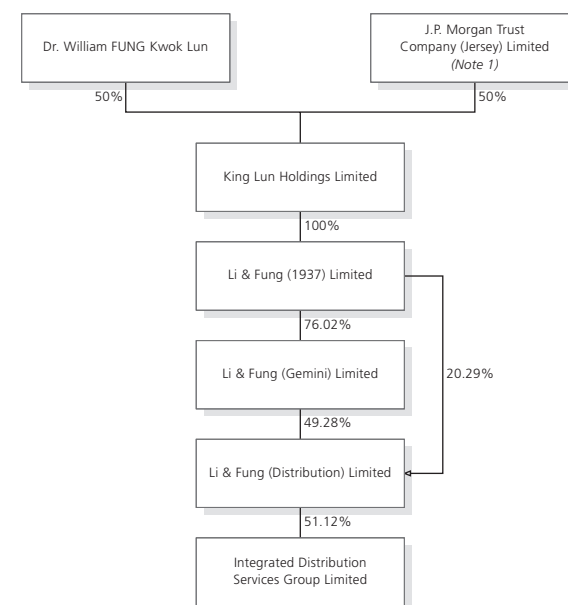 Dr. William FUNG Kwok Lun
J.P. Morgan Trust
Company (Jersey) Limited
(Note 1)
50%
50%
King Lun Holdings Limited
100%
Li & Fung (1937) Limited
76.02%
Li & Fung (Gemini) Limited
20.29%
49.28%
Li & Fung (Distribution) Limited
51.12%
Integrated Distribution
Services Group Limited